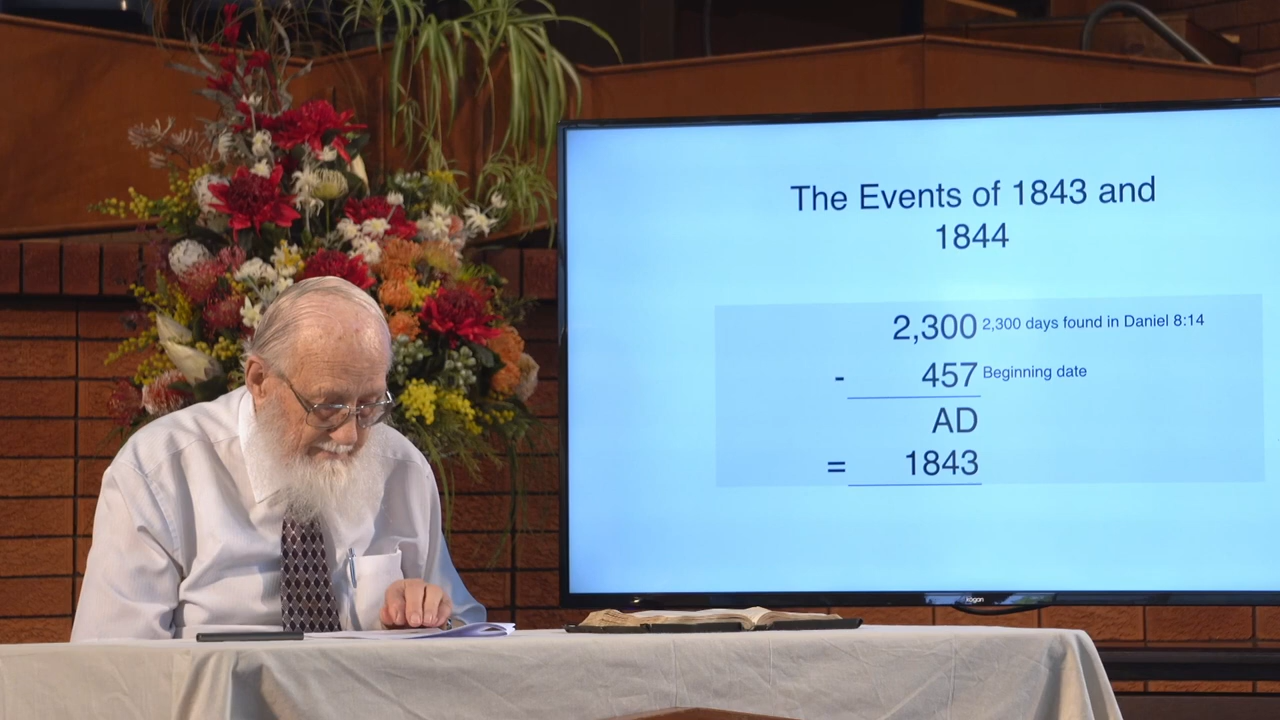 The Events of 1843 and
1844
2,300 2,300 days found in Daniel 8:14
- 457 Beginning date
AD
= 1843
kogan